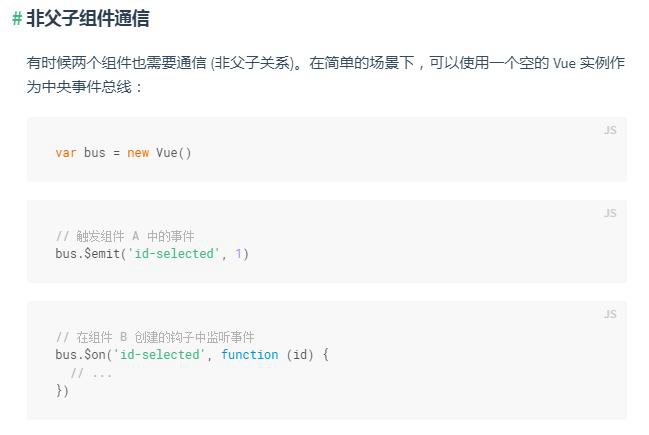 # 非父子组件通信
有时候两个组件也需要通信 (非父子关系)。在简单的场景下，可以使用一个空的 Vue 实例作
为中央事件总线：
JS
var bus = new Vue()
JS
// 触发组件 A 中的事件
bus.$emit('id-selected', 1)
JS
// 在组件 B 创建的钩子中监听事件
bus.$on('id-selected', function (id) {
// ...
})